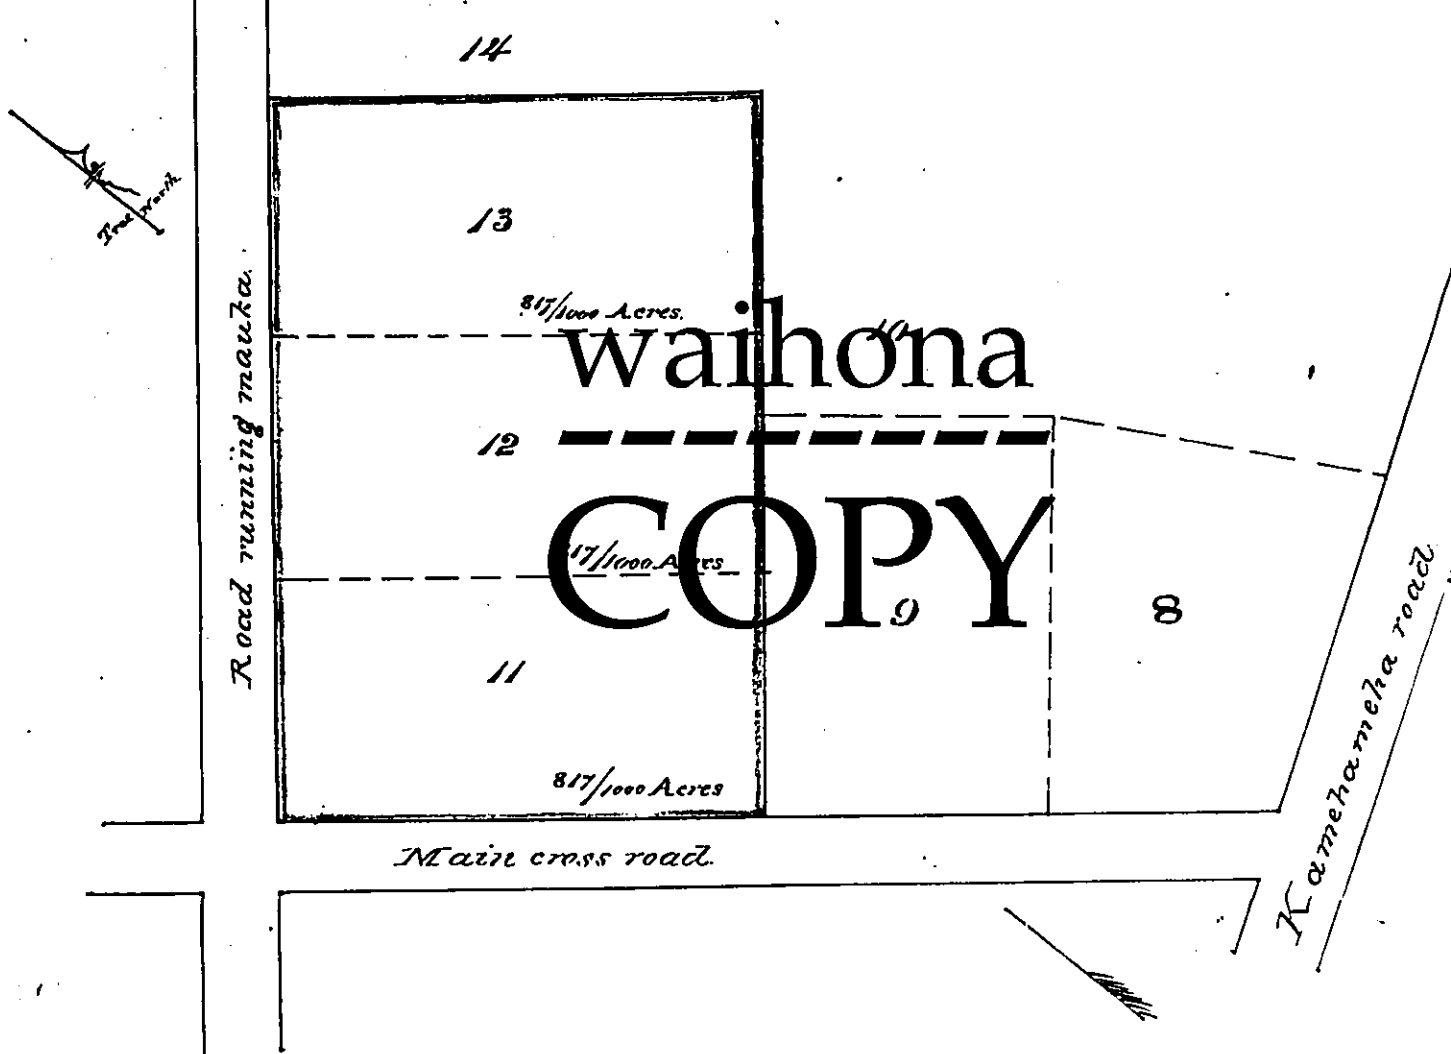 14
True North
13
817/1000 Acres.
10
waihona
Road running mauka.
12
COPY
817/1000 Acres
9
8
11
Kamehameha road
817/1000 Acres
Main cross road.